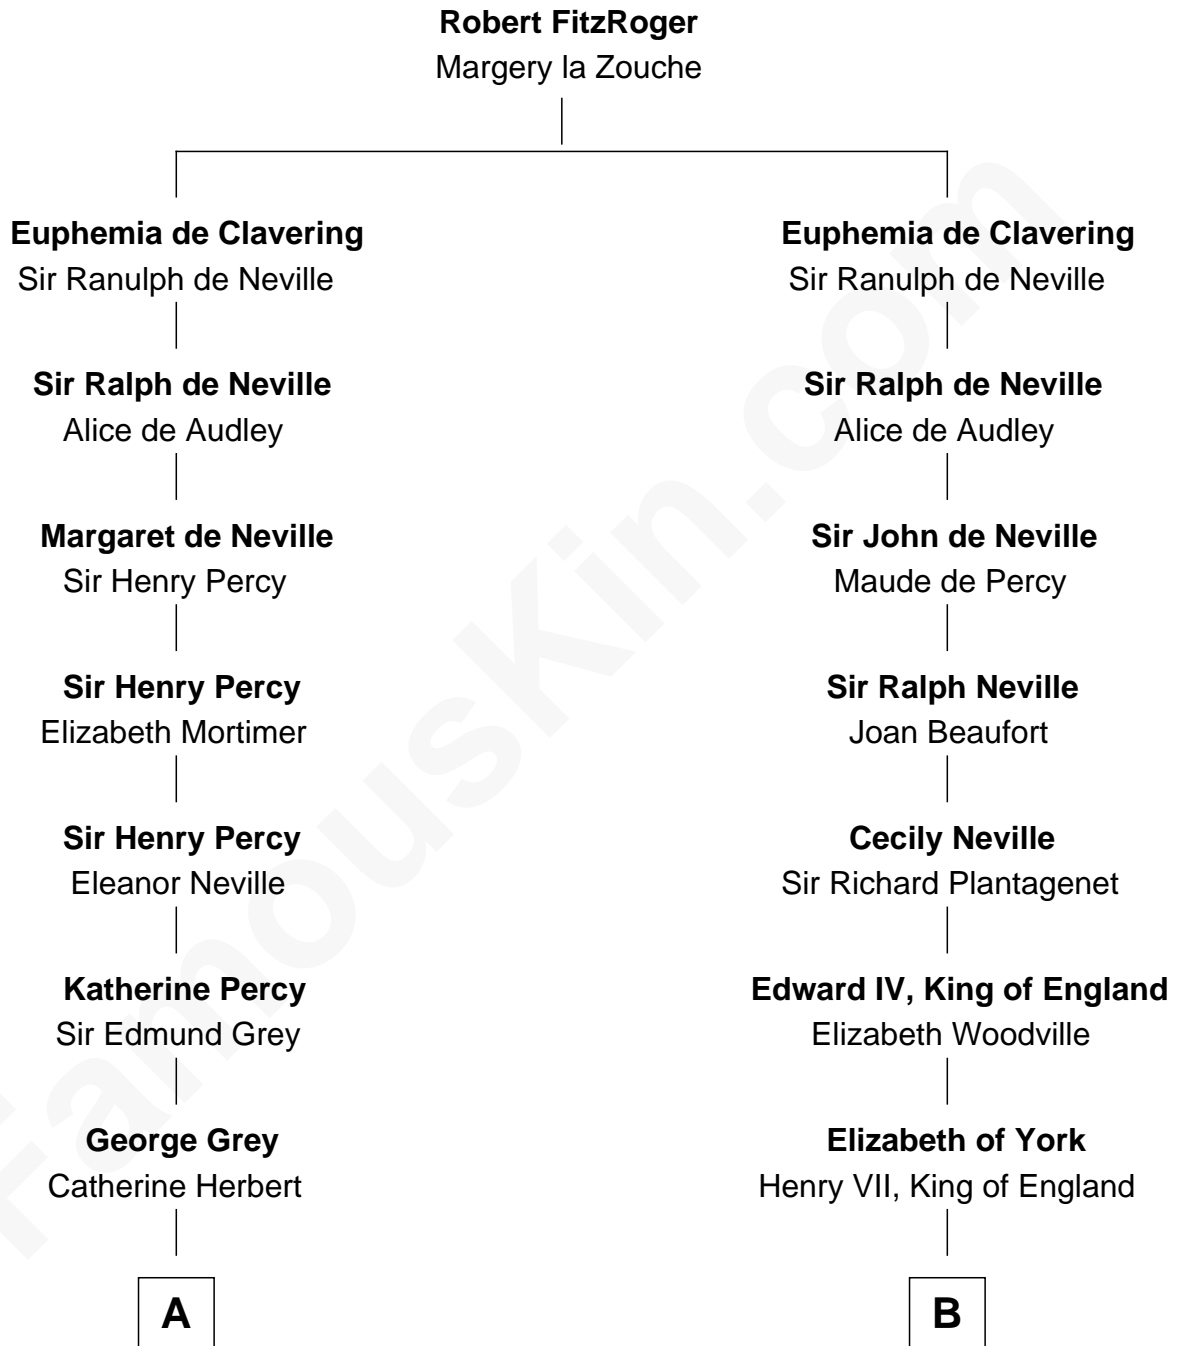 Robert FitzRoger
Margery la Zouche
Euphemia de Clavering
Sir Ranulph de Neville
Euphemia de Clavering
Sir Ranulph de Neville
Sir Ralph de Neville
Alice de Audley
Sir Ralph de Neville
Alice de Audley
Margaret de Neville
Sir Henry Percy
Sir John de Neville
Maude de Percy
Sir Henry Percy
Elizabeth Mortimer
Sir Ralph Neville
Joan Beaufort
Sir Henry Percy
Eleanor Neville
Cecily Neville
Sir Richard Plantagenet
Katherine Percy
Sir Edmund Grey
Edward IV, King of England
Elizabeth Woodville
George Grey
Catherine Herbert
Elizabeth of York
Henry VII, King of England
A
B
FamousKin.com